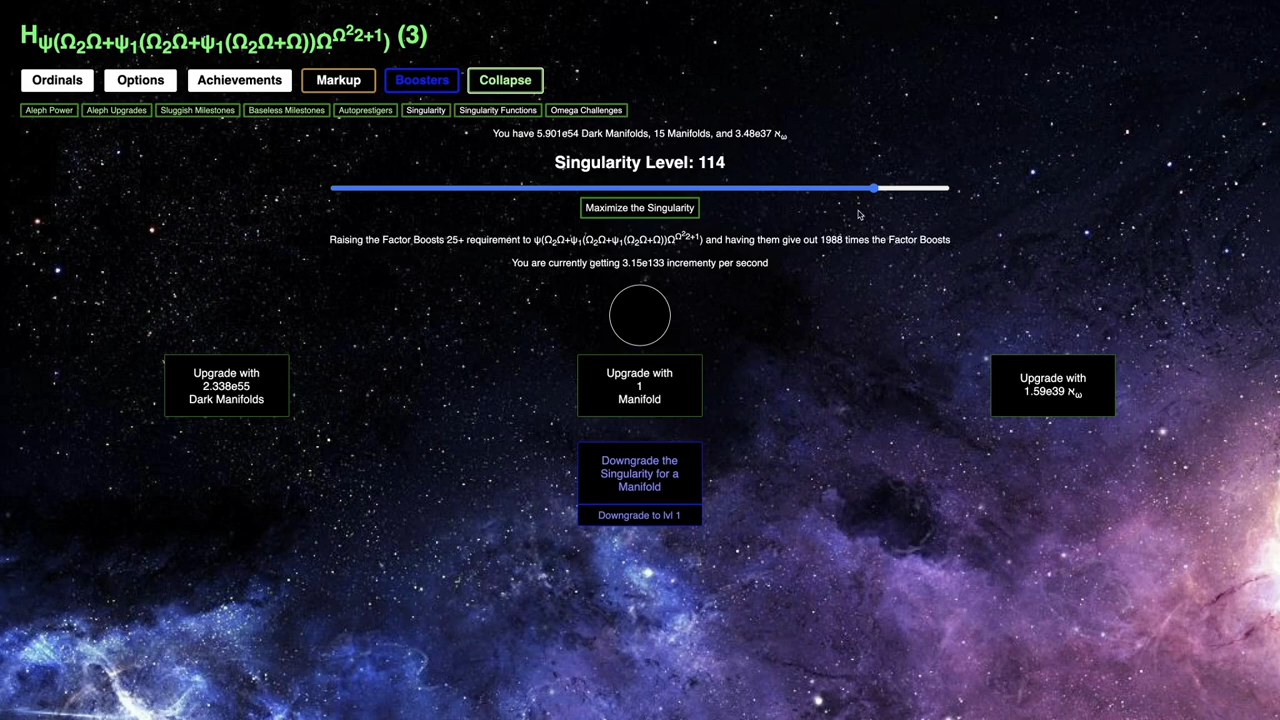 Hψ(Ω₂Ω+ψ₁(Ω₂Ω+ψ₁(Ω₂Ω+Ω))Ω^Ω²2+1) (3)
Ordinals Options Achievements Markup Boosters Collapse
Aleph Power Aleph Upgrades Sluggish Milestones Baseless Milestones Autoprestigers Singularity Singularity Functions Omega Challenges
You have 5.901e54 Dark Manifolds, 15 Manifolds, and 3.48e37 ℵω
Singularity Level: 114
Maximize the Singularity
Raising the Factor Boosts 25+ requirement to ψ(Ω₂Ω+ψ₁(Ω₂Ω+ψ₁(Ω₂Ω+Ω))Ω^Ω²2+1) and having them give out 1988 times the Factor Boosts
You are currently getting 3.15e133 incrementy per second
Upgrade with
2.338e55
Dark Manifolds
Upgrade with
1
Manifold
Upgrade with
1.59e39 ℵω
Downgrade the
Singularity for a
Manifold
Downgrade to lvl 1